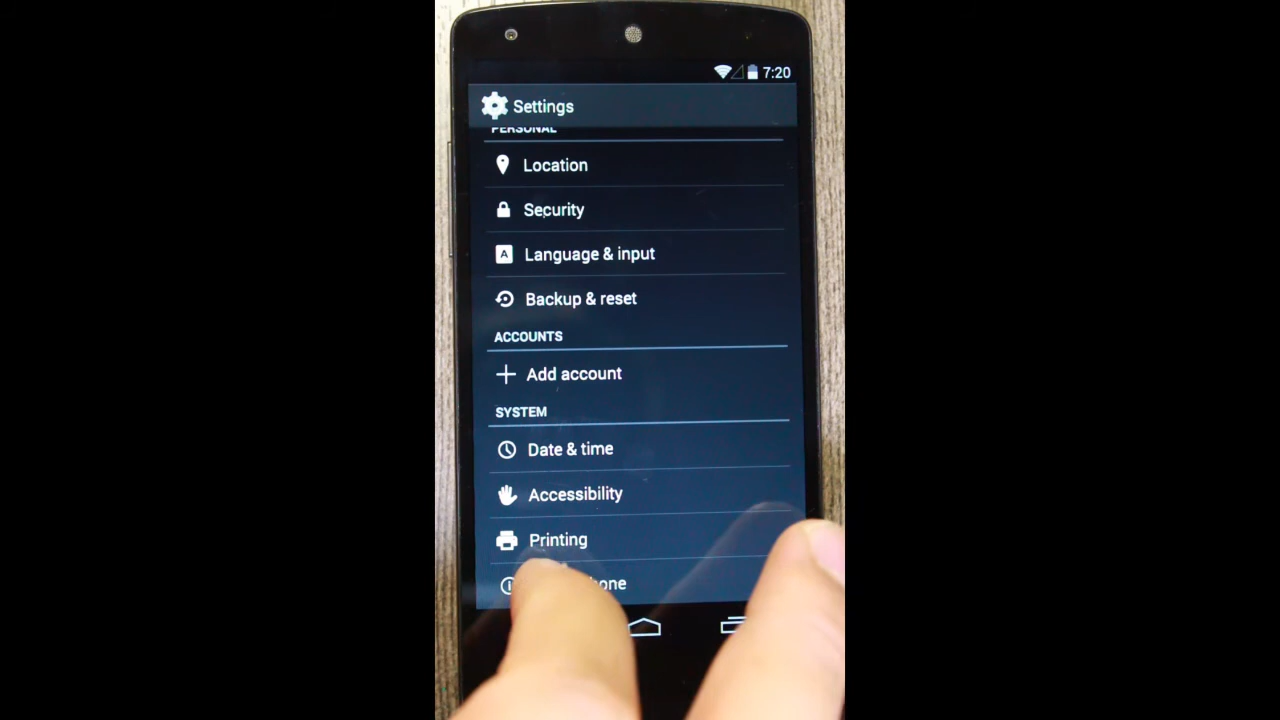 7:20
Settings
PERSONAL
Location
Security
A Language & input
Backup & reset
ACCOUNTS
Add account
SYSTEM
Date & time
Accessibility
Printing